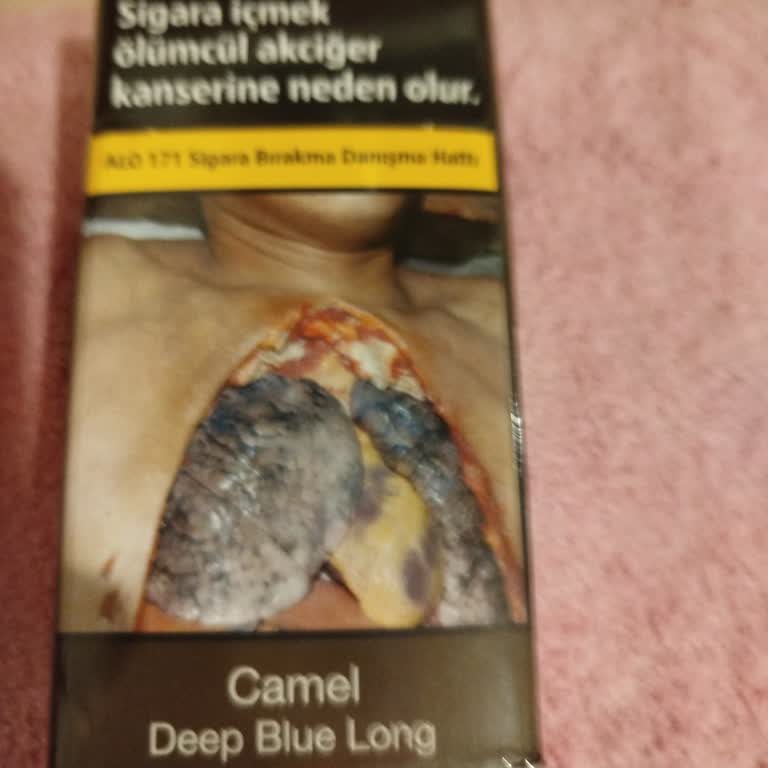 Sigara içmek
ölümcül akciğer
kanserine neden olur.
ALO 171 Sigara Bırakma Danışma Hattı
Camel
Deep Blue Long